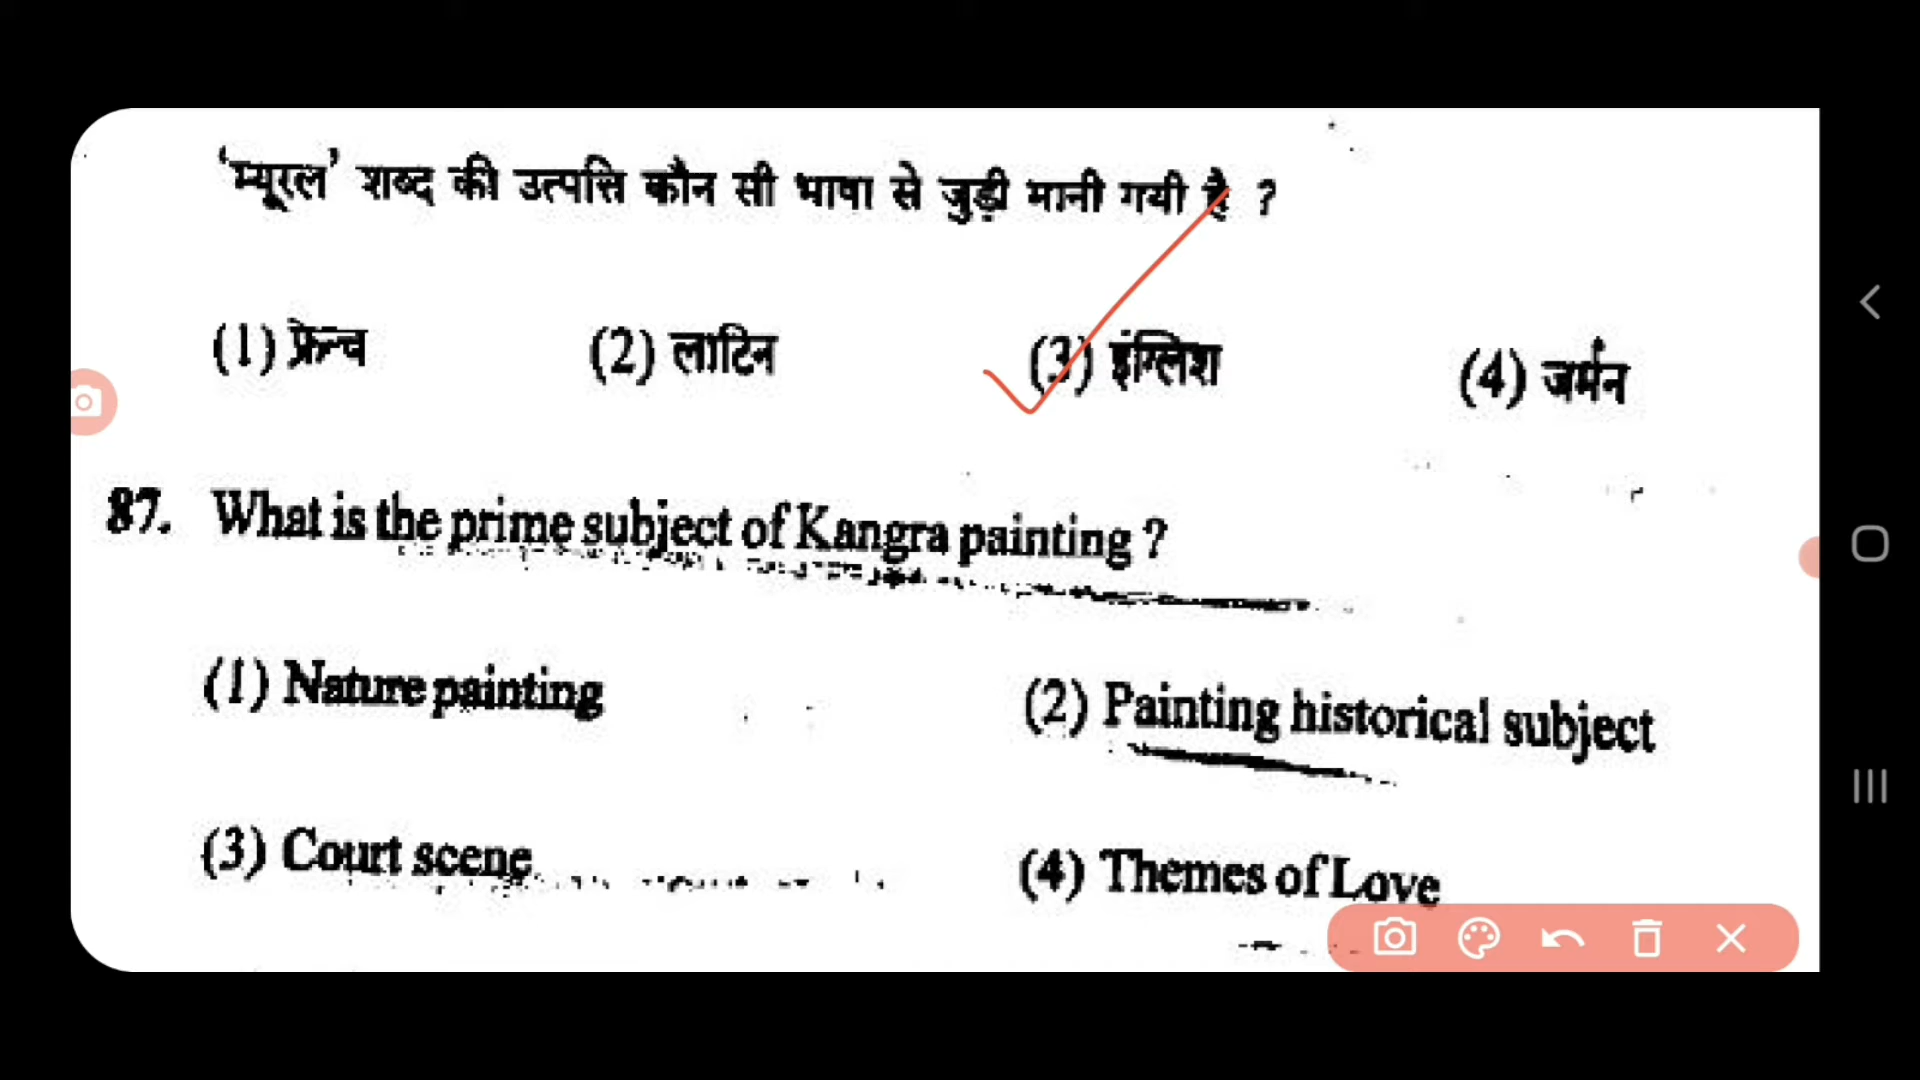 ‘म्यूरल’ शब्द की उत्पत्ति कौन सी भाषा से जुड़ी मानी गयी है ?
(1) फ्रेन्च (2) लाटिन (3) इंग्लिश (4) जर्मन
87. What is the prime subject of Kangra painting ?
(1) Nature painting (2) Painting historical subject
(3) Court scene (4) Themes of Love